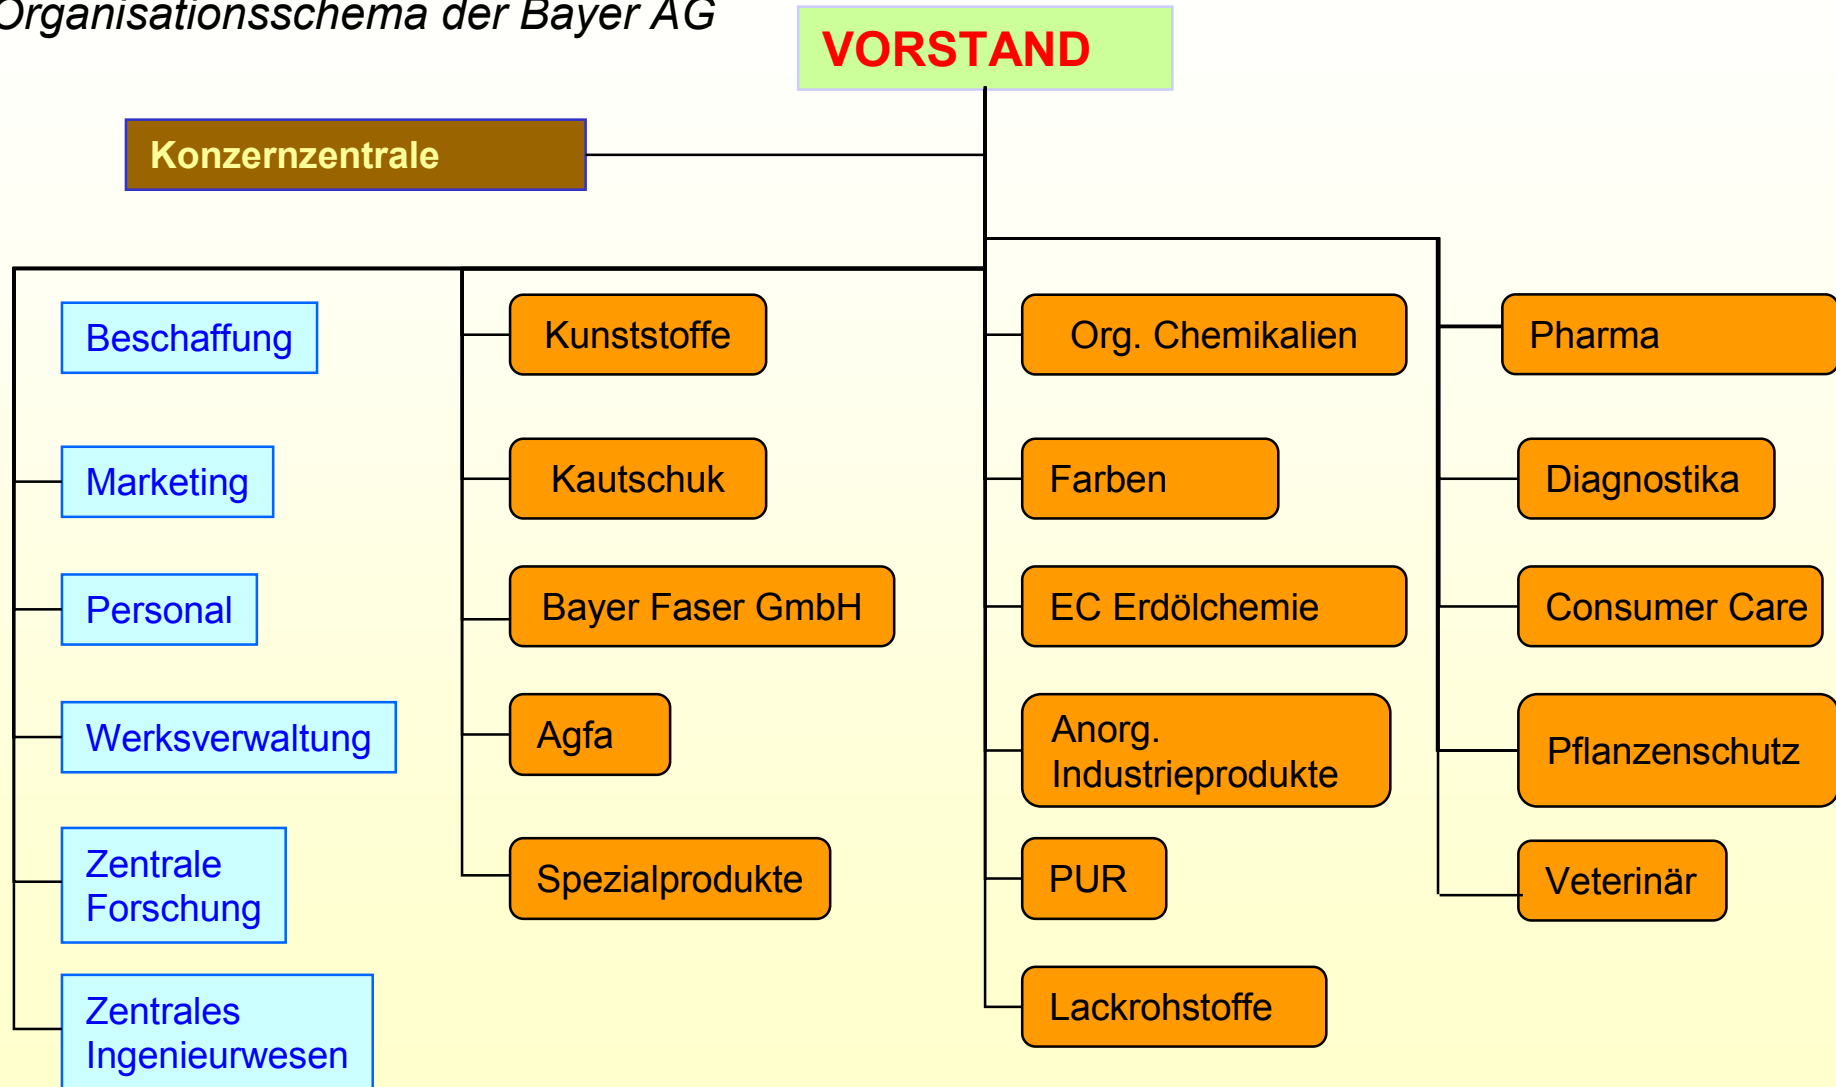 Organisationsschema der Bayer AG
VORSTAND
Konzernzentrale
Beschaffung
Marketing
Personal
Werksverwaltung
Zentrale
Forschung
Zentrales
Ingenieurwesen
Kunststoffe
Kautschuk
Bayer Faser GmbH
Agfa
Spezialprodukte
Org. Chemikalien
Farben
EC Erdölchemie
Anorg.
Industrieprodukte
PUR
Lackrohstoffe
Pharma
Diagnostika
Consumer Care
Pflanzenschutz
Veterinär